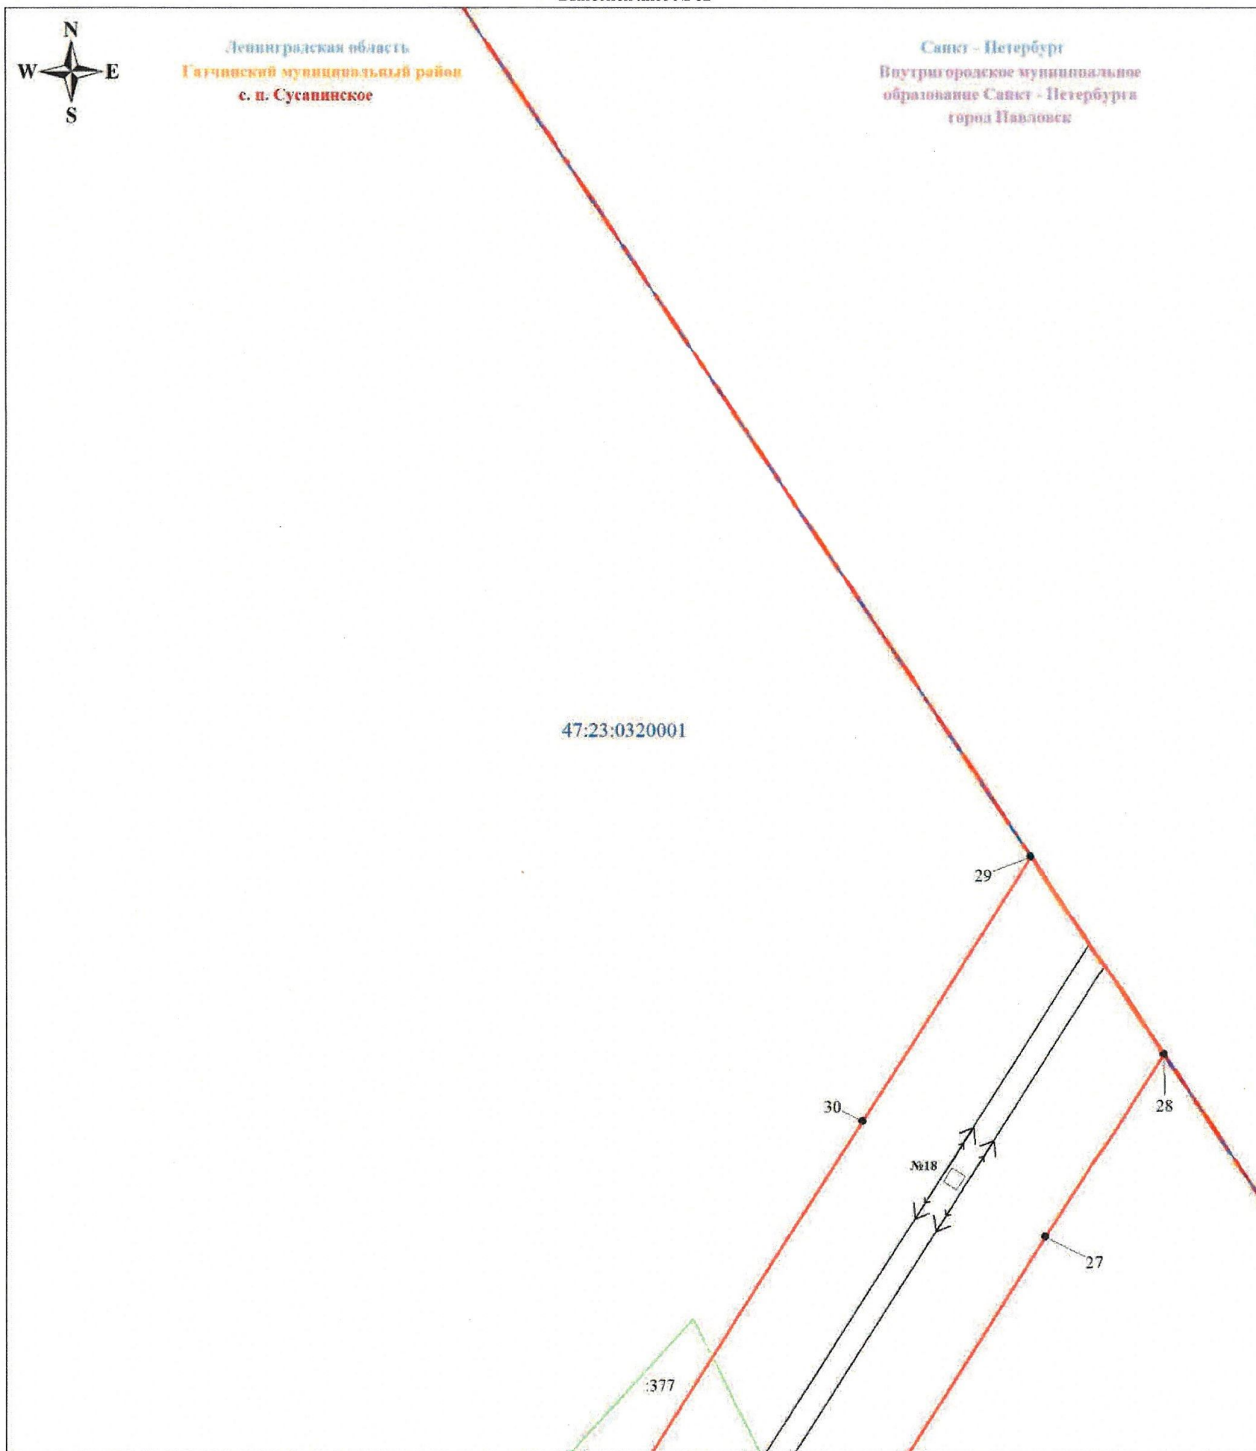 N
W E
S
Ленинградская область
Гатчинский муниципальный район
с. п. Сусанинское
Санкт - Петербург
Внутригородское муниципальное
образование Санкт - Петербурга
город Павловск
47:23:0320001
29
30
28
№18
27
:377